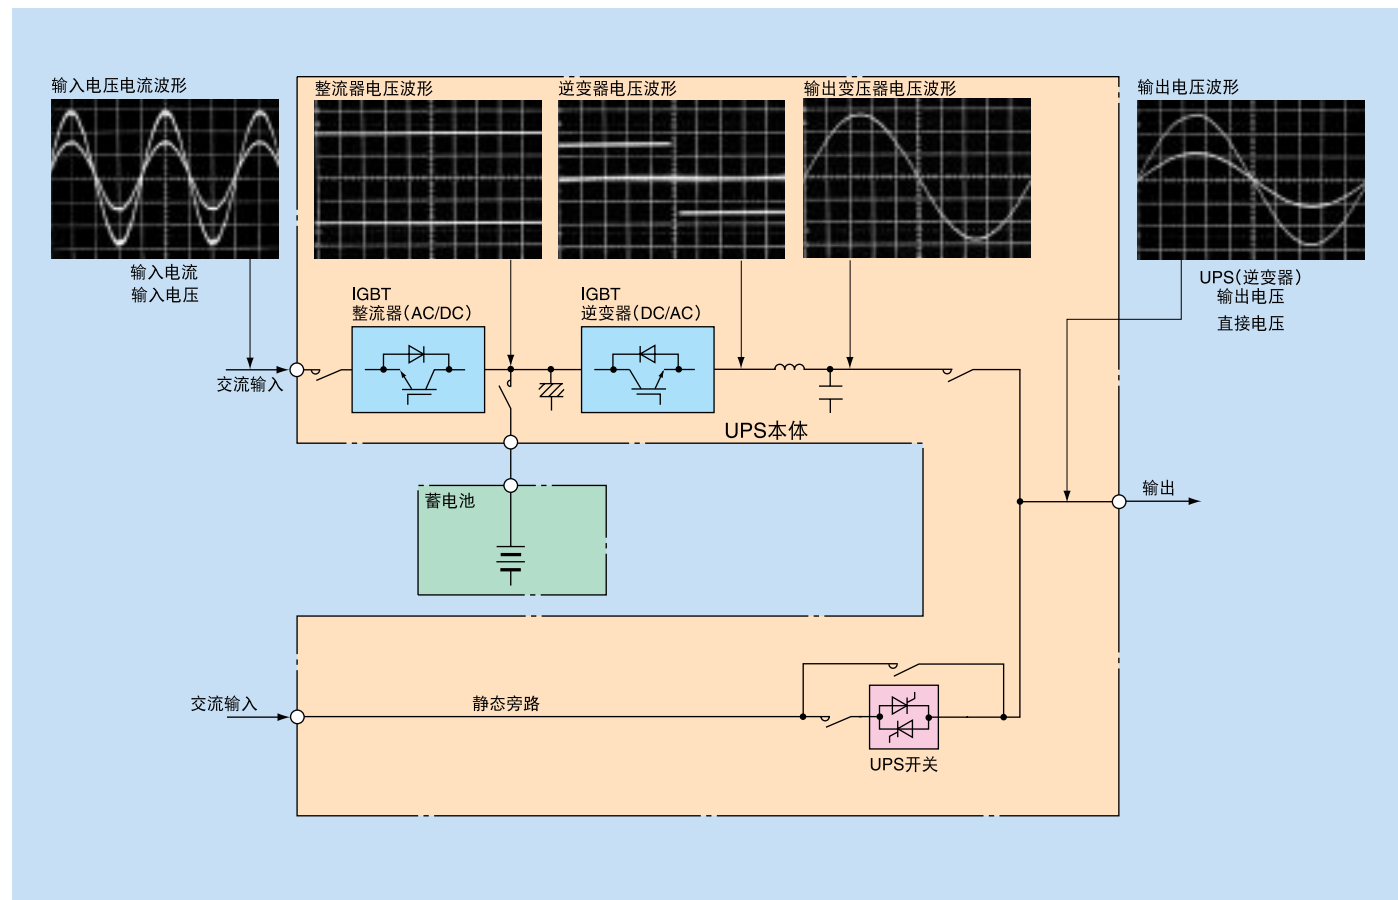 输入电压电流波形
整流器电压波形
逆变器电压波形
输出变压器电压波形
输出电压波形
输入电流
输入电压
UPS(逆变器)
输出电压
直接电压
IGBT
整流器(AC/DC)
IGBT
逆变器(DC/AC)
交流输入
UPS本体
蓄电池
输出
交流输入
静态旁路
UPS开关